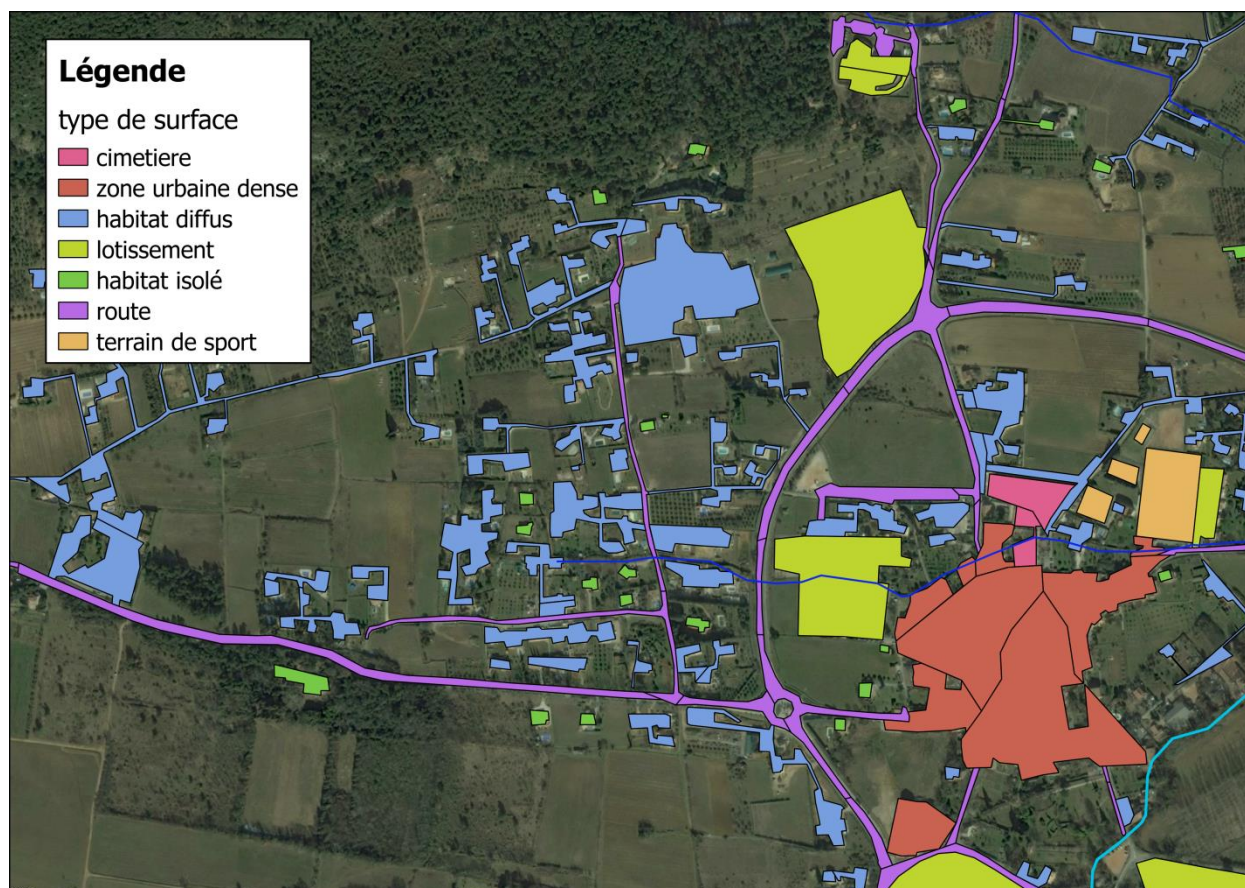 Légende
type de surface
cimetiere
zone urbaine dense
habitat diffus
lotissement
habitat isolé
route
terrain de sport